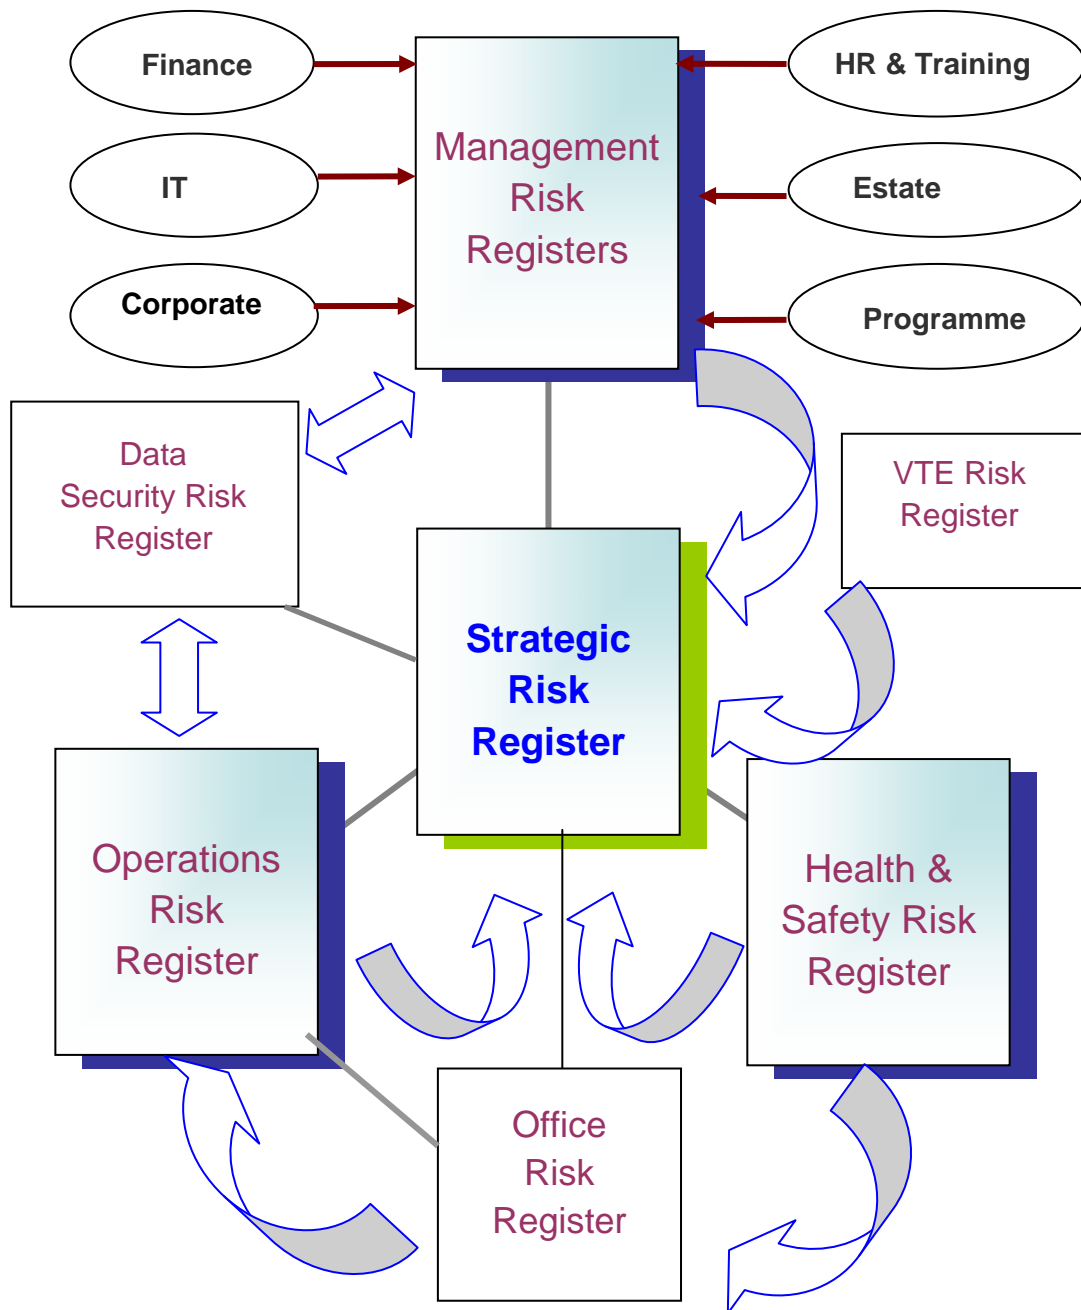 Finance
HR & Training
Management
Risk
Registers
IT
Estate
Corporate
Programme
Data
Security Risk
Register
VTE Risk
Register
Strategic
Risk
Register
Operations
Risk
Register
Health &
Safety Risk
Register
Office
Risk
Register